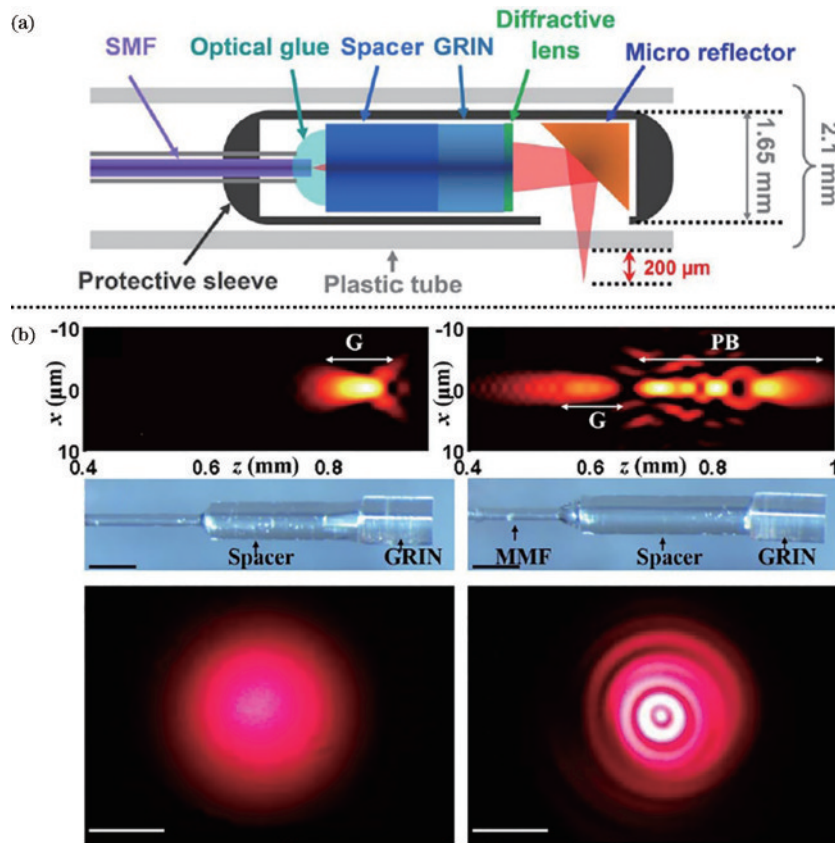 (a)
SMF
Optical glue
Spacer
GRIN
Diffractive
lens
Micro reflector
1.65 mm
2.1 mm
200 μm
Protective sleeve
Plastic tube
(b)
-10
0
10
x (μm)
G
0.4
0.6
z (mm)
0.8
-10
0
10
x (μm)
PB
G
0.4
0.6
z (mm)
0.8
1
Spacer
GRIN
MMF
Spacer
GRIN